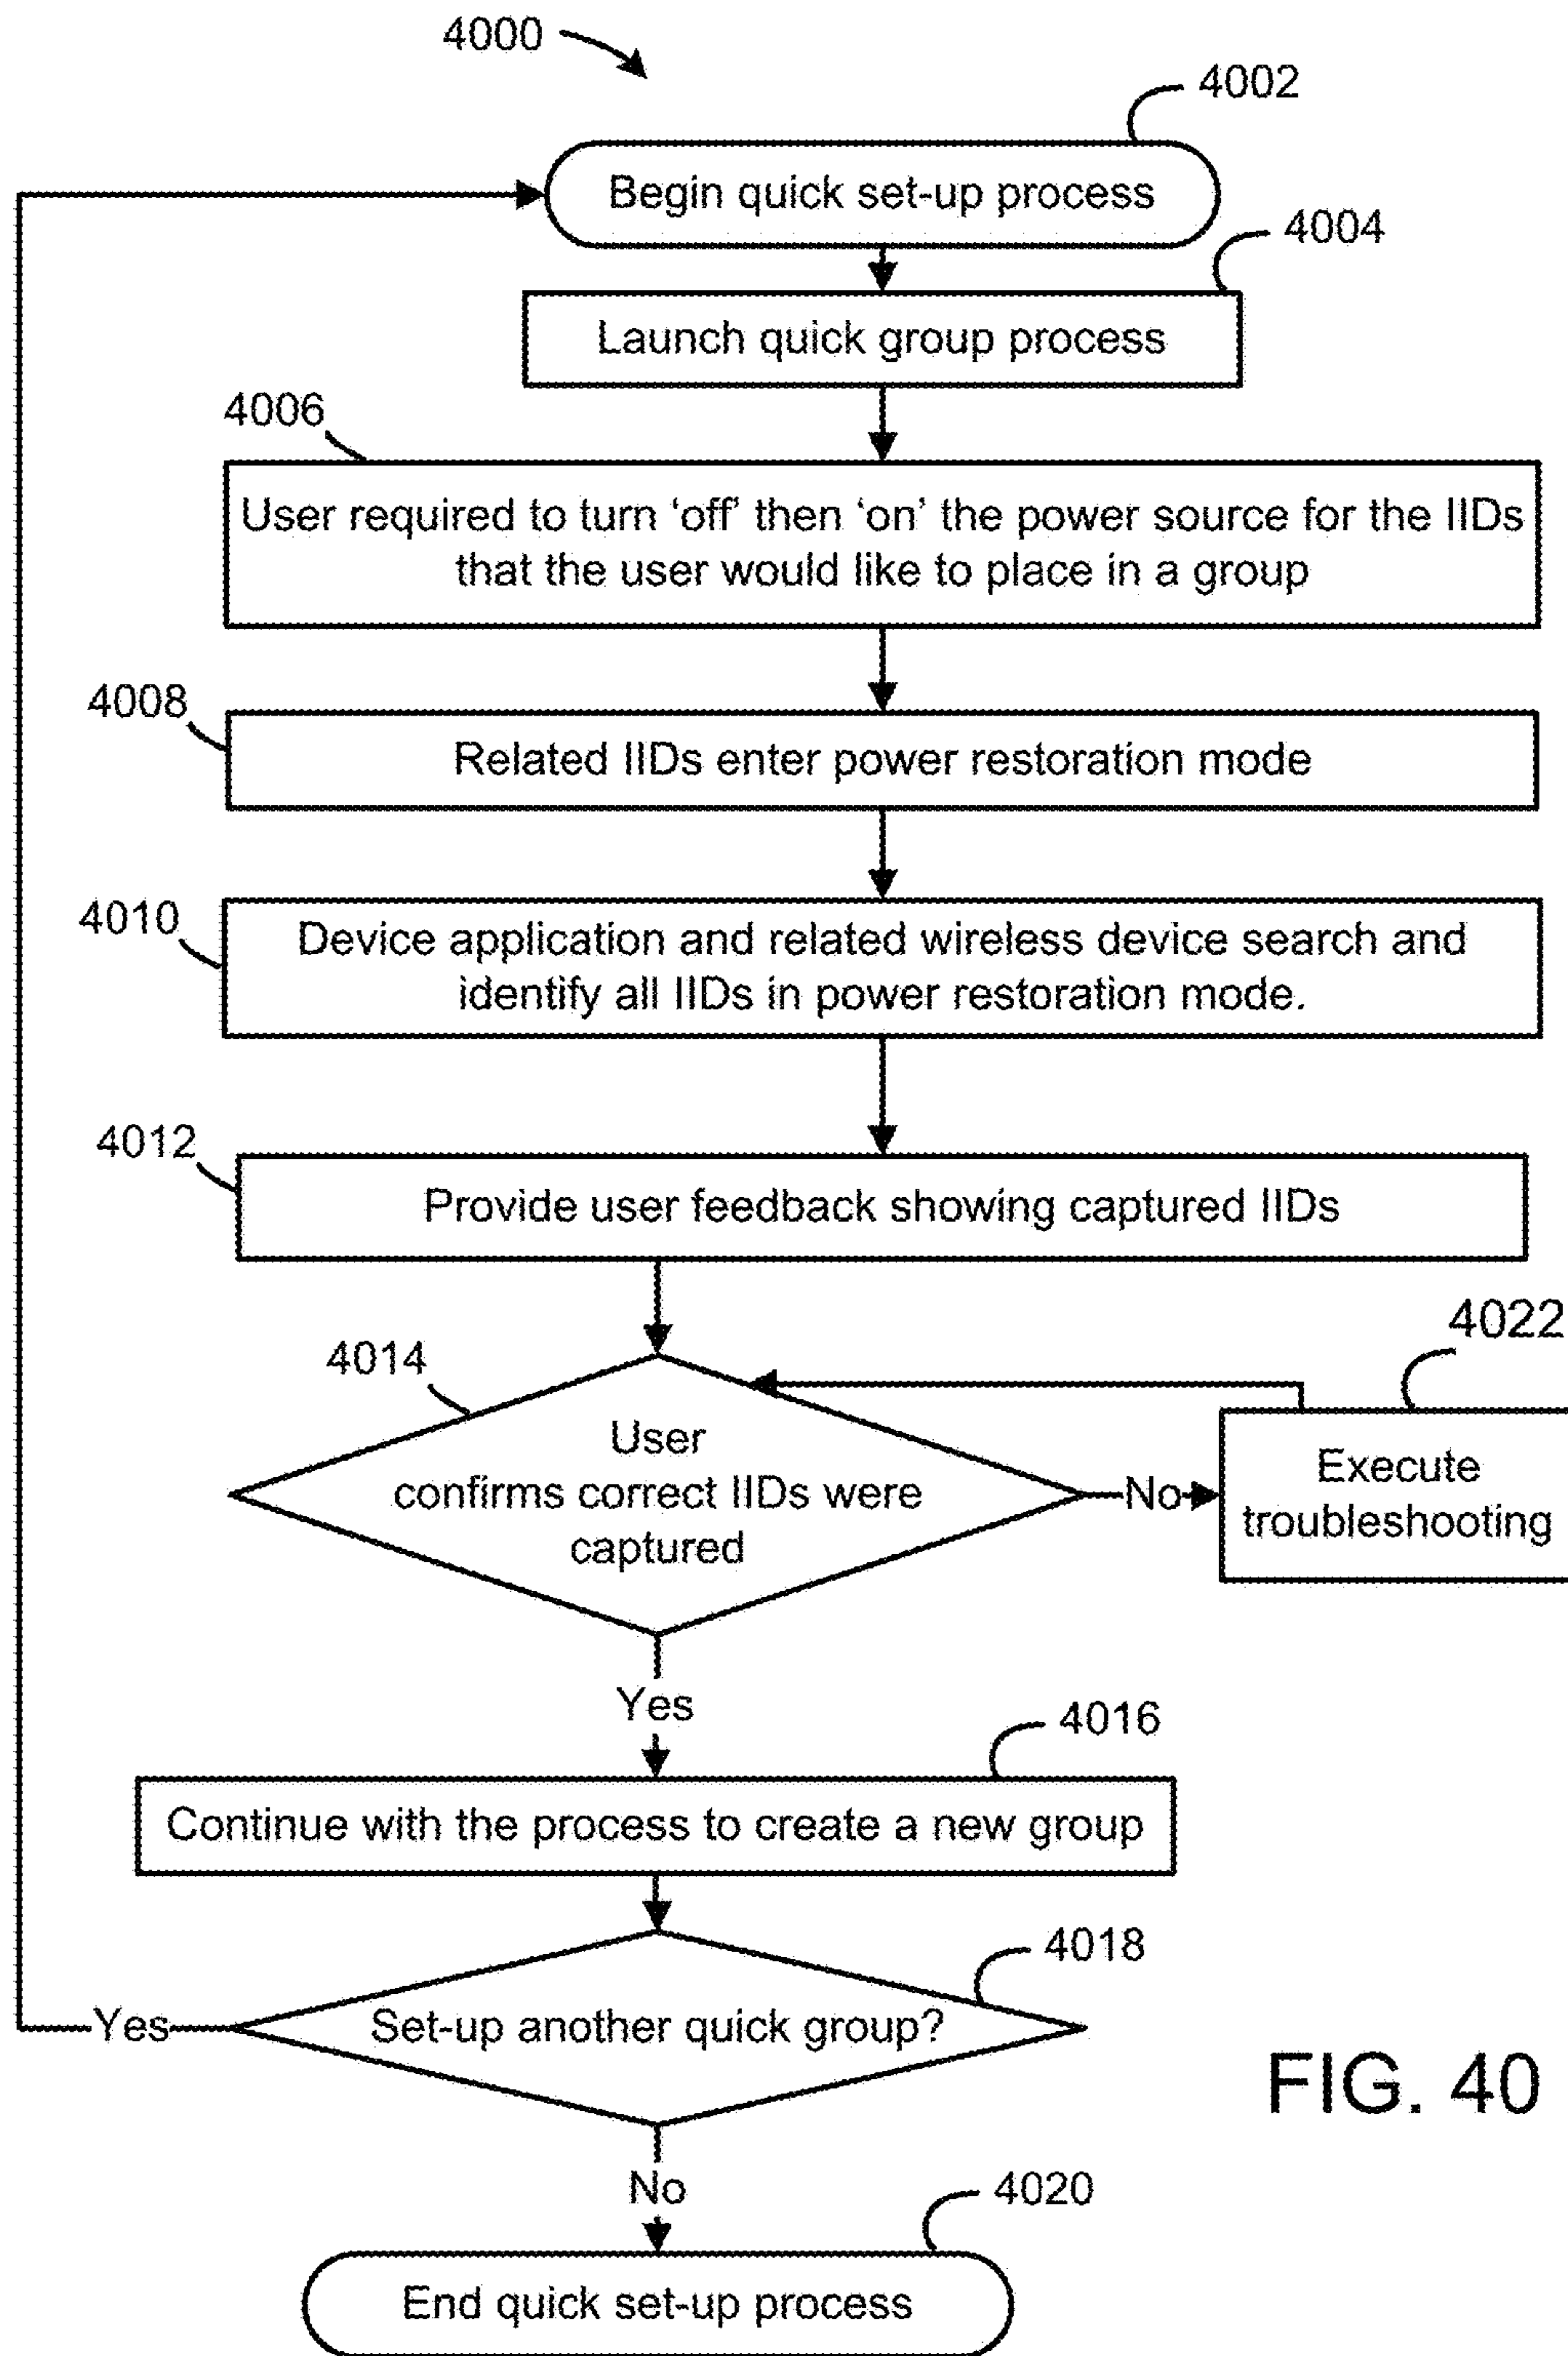 4000
4002
Begin quick set-up process
4004
Launch quick group process
4006
User required to turn ‘off’ then ‘on’ the power source for the IIDs
that the user would like to place in a group
4008
Related IIDs enter power restoration mode
4010
Device application and related wireless device search and
identify all IIDs in power restoration mode.
4012
Provide user feedback showing captured IIDs
4014
User
confirms correct IIDs were
captured
No
4022
Execute
troubleshooting
Yes
4016
Continue with the process to create a new group
4018
Set-up another quick group?
Yes
No
4020
End quick set-up process
FIG. 40